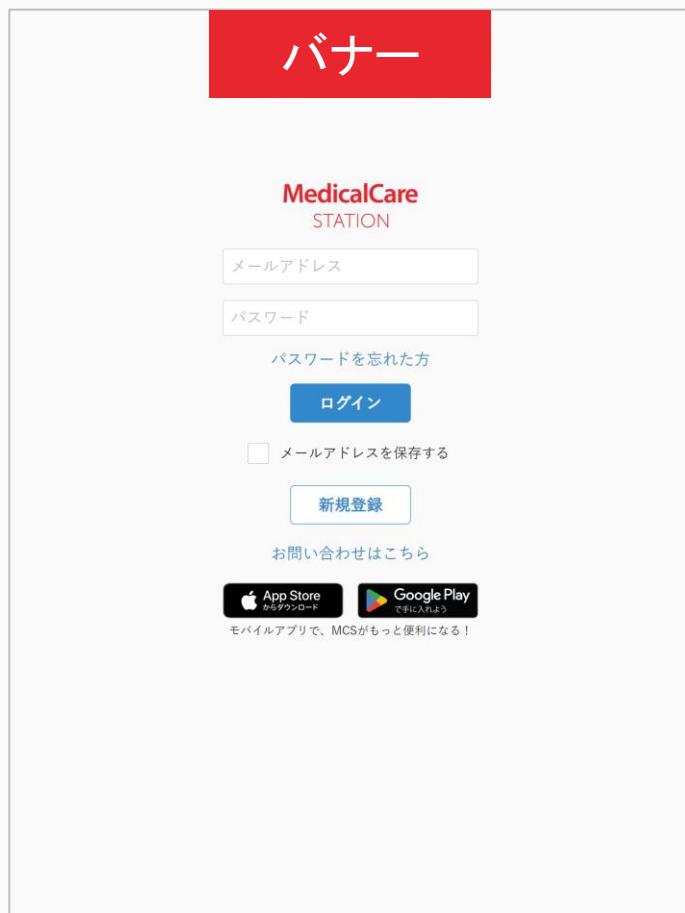 バナー
MedicalCare
STATION
メールアドレス
パスワード
パスワードを忘れた方
ログイン
メールアドレスを保存する
新規登録
お問い合わせはこちら
App Store
からダウンロード
Google Play
で手に入れよう
モバイルアプリで、MCSがもっと便利になる！